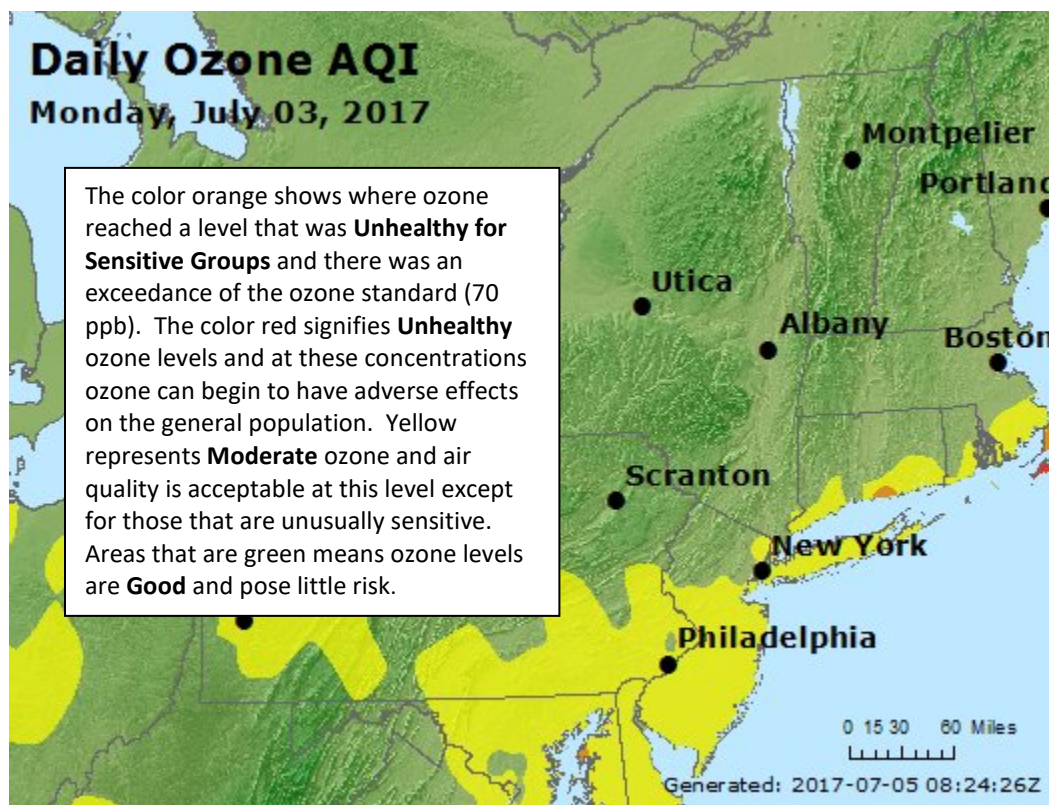 Daily Ozone AQI
Monday, July 03, 2017
Montpelier
Portland
The color orange shows where ozone
reached a level that was Unhealthy for
Sensitive Groups and there was an
exceedance of the ozone standard (70
ppb). The color red signifies Unhealthy
ozone levels and at these concentrations
ozone can begin to have adverse effects
on the general population. Yellow
represents Moderate ozone and air
quality is acceptable at this level except
for those that are unusually sensitive.
Areas that are green means ozone levels
are Good and pose little risk.
Utica
Albany
Boston
Scranton
New York
Philadelphia
0 15 30 60 Miles
Generated: 2017-07-05 08:24:26Z